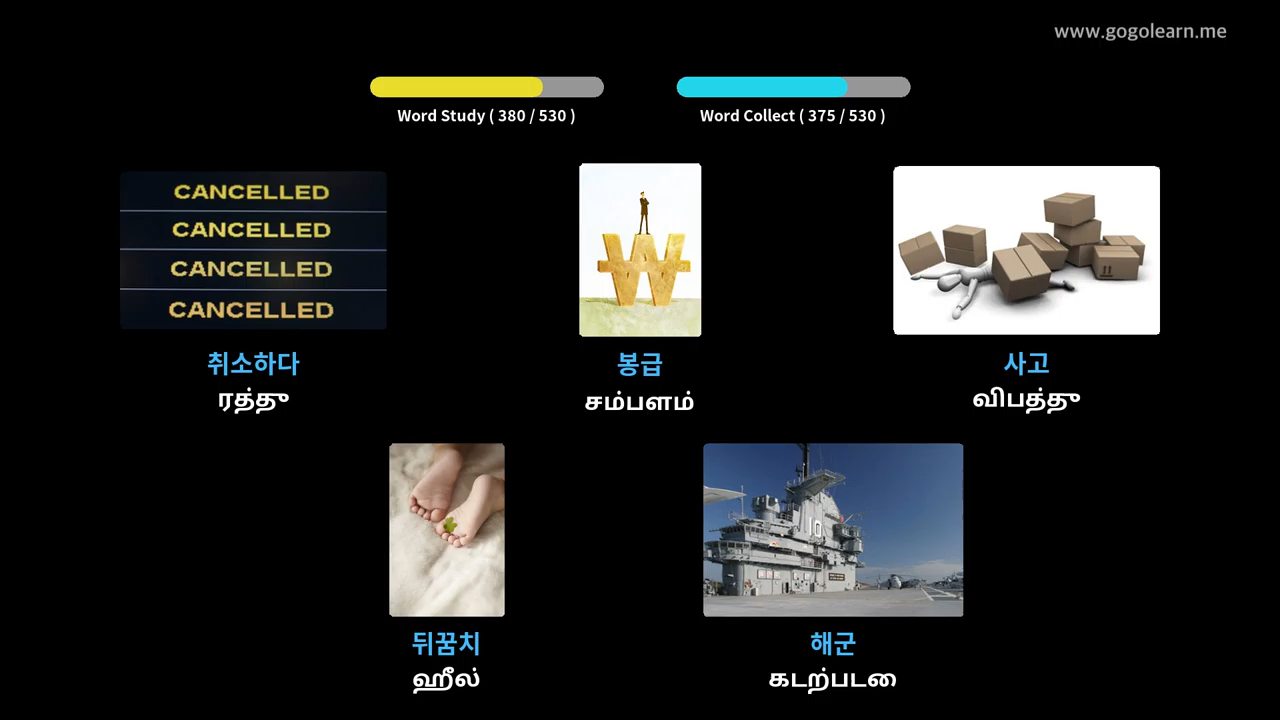 www.gogolearn.me
Word Study ( 380 / 530 )
Word Collect ( 375 / 530 )
CANCELLED
CANCELLED
CANCELLED
CANCELLED
취소하다
ரத்து
봉급
சம்பளம்
사고
விபத்து
10
뒤꿈치
ஹீல்
해군
கடற்படை